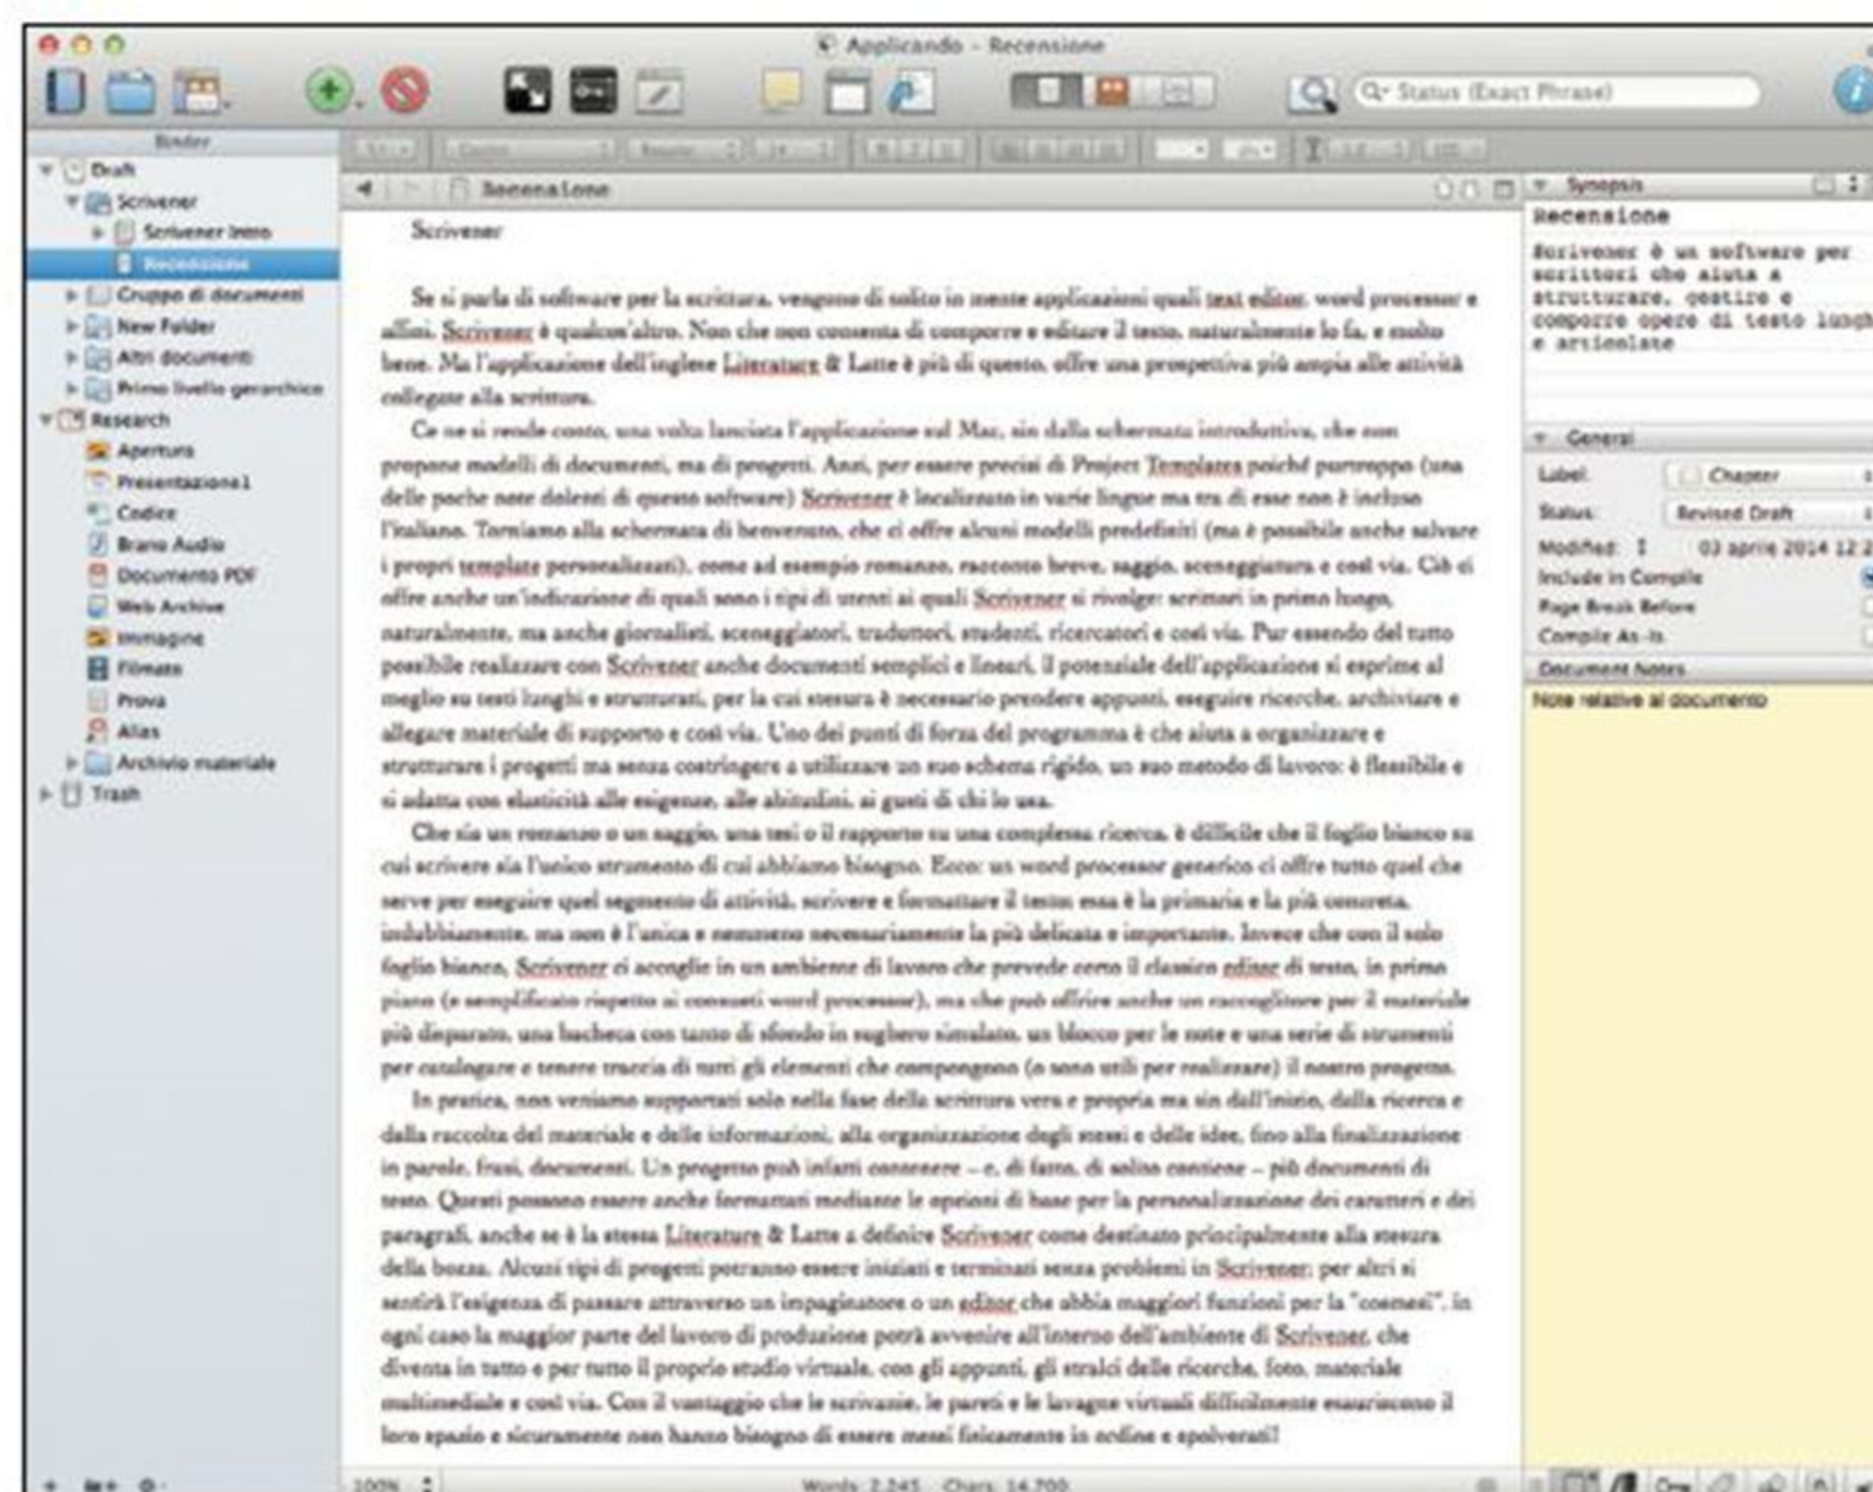 Applicando - Recensione
Status (Exact Phrase)
Binder
Draft
Scrivener
Scrivener Intro
Recensione
Gruppo di documenti
New Folder
Altri documenti
Primo livello gerarchico
Research
Apertura
Presentazione1
Codice
Brano Audio
Documento PDF
Web Archive
Immagine
Filmato
Prova
Alias
Archivio materiale
Trash
Recensione
Scrivener
Se si parla di software per la scrittura, vengono di solito in mente applicazioni quali text editor, word processor e
affini. Scrivener è qualcos'altro. Non che non consenta di comporre e editare il testo, naturalmente lo fa, e molto
bene. Ma l'applicazione dell'inglese Literature & Latte è più di questo, offre una prospettiva più ampia alle attività
collegate alla scrittura.
Ce ne si rende conto, una volta lanciata l'applicazione sul Mac, sin dalla schermata introduttiva, che non
propone modelli di documenti, ma di progetti. Anzi, per essere precisi di Project Templates poiché purtroppo (una
delle poche note dolenti di questo software) Scrivener è localizzato in varie lingue ma tra di esse non è incluso
l'italiano. Torniamo alla schermata di benvenuto, che ci offre alcuni modelli predefiniti (ma è possibile anche salvare
i propri template personalizzati), come ad esempio romanzo, racconto breve, saggio, sceneggiatura e così via. Ciò ci
offre anche un'indicazione di quali sono i tipi di utenti ai quali Scrivener si rivolge: scrittori in primo luogo,
naturalmente, ma anche giornalisti, sceneggiatori, traduttori, studenti, ricercatori e così via. Pur essendo del tutto
possibile realizzare con Scrivener anche documenti semplici e lineari, il potenziale dell'applicazione si esprime al
meglio su testi lunghi e strutturati, per la cui stesura è necessario prendere appunti, eseguire ricerche, archiviare e
allegare materiale di supporto e così via. Uno dei punti di forza del programma è che aiuta a organizzare e
strutturare i progetti ma senza costringere a utilizzare un suo schema rigido, un suo metodo di lavoro: è flessibile e
si adatta con elasticità alle esigenze, alle abitudini, ai gusti di chi lo usa.
Che sia un romanzo o un saggio, una tesi o il rapporto su una complessa ricerca, è difficile che il foglio bianco su
cui scrivere sia l'unico strumento di cui abbiamo bisogno. Ecco: un word processor generico ci offre tutto quel che
serve per eseguire quel segmento di attività, scrivere e formattare il testo: essa è la primaria e la più concreta,
indubbiamente, ma non è l'unica e nemmeno necessariamente la più delicata e importante. Invece che con il solo
foglio bianco, Scrivener ci accoglie in un ambiente di lavoro che prevede certo il classico editor di testo, in primo
piano (e semplificato rispetto ai consueti word processor), ma che può offrire anche un raccoglitore per il materiale
più disparato, una bacheca con tanto di sfondo in sughero simulato, un blocco per le note e una serie di strumenti
per catalogare e tenere traccia di tutti gli elementi che compongono (o sono utili per realizzare) il nostro progetto.
In pratica, non veniamo supportati solo nella fase della scrittura vera e propria ma sin dall'inizio, dalla ricerca e
dalla raccolta del materiale e delle informazioni, alla organizzazione degli stessi e delle idee, fino alla finalizzazione
in parole, frasi, documenti. Un progetto può infatti contenere – e, di fatto, di solito contiene – più documenti di
testo. Questi possono essere anche formattati mediante le opzioni di base per la personalizzazione dei caratteri e dei
paragrafi, anche se è la stessa Literature & Latte a definire Scrivener come destinato principalmente alla stesura
della bozza. Alcuni tipi di progetti potranno essere iniziati e terminati senza problemi in Scrivener; per altri si
sentirà l'esigenza di passare attraverso un impaginatore o un editor che abbia maggiori funzioni per la "cosmesi", in
ogni caso la maggior parte del lavoro di produzione potrà avvenire all'interno dell'ambiente di Scrivener, che
diventa in tutto e per tutto il proprio studio virtuale, con gli appunti, gli stralci delle ricerche, foto, materiale
multimediale e così via. Con il vantaggio che le scrivanie, le pareti e le lavagne virtuali difficilmente esauriscono il
loro spazio e sicuramente non hanno bisogno di essere messi fisicamente in ordine e spolverati!
100%
Words: 2.245 Chars: 14.700
Synopsis
Recensione
Scrivener è un software per
scrittori che aiuta a
strutturare, gestire e
comporre opere di testo lungh
e articolate
General
Label: Chapter
Status: Revised Draft
Modified: 03 aprile 2014 12:2
Include in Compile
Page Break Before
Compile As-Is
Document Notes
Note relative al documento